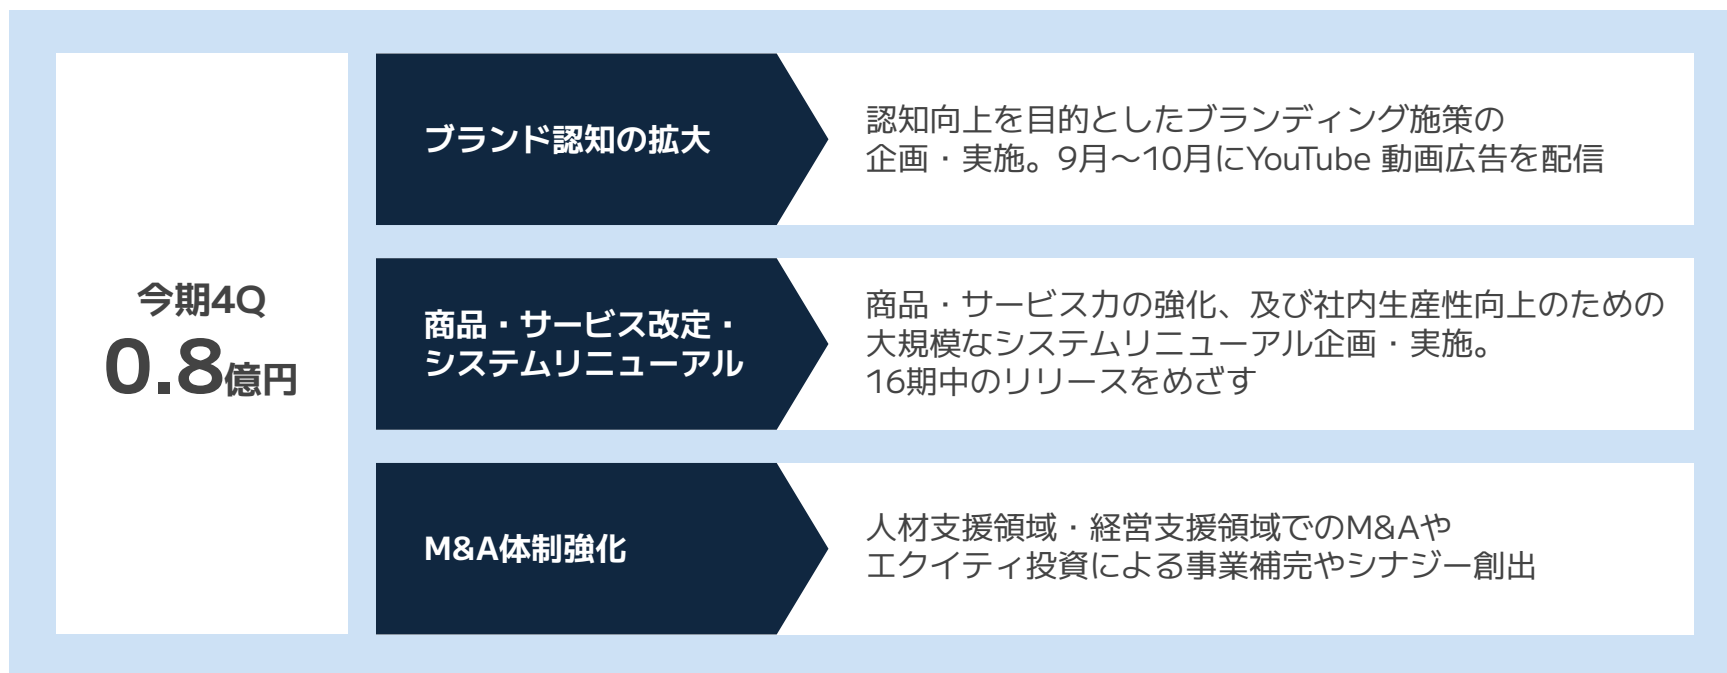 今期4Q
0.8億円
ブランド認知の拡大
認知向上を目的としたブランディング施策の
企画・実施。9月～10月にYouTube 動画広告を配信
商品・サービス改定・
システムリニューアル
商品・サービス力の強化、及び社内生産性向上のための
大規模なシステムリニューアル企画・実施。
16期中のリリースをめざす
M&A体制強化
人材支援領域・経営支援領域でのM&Aや
エクイティ投資による事業補完やシナジー創出